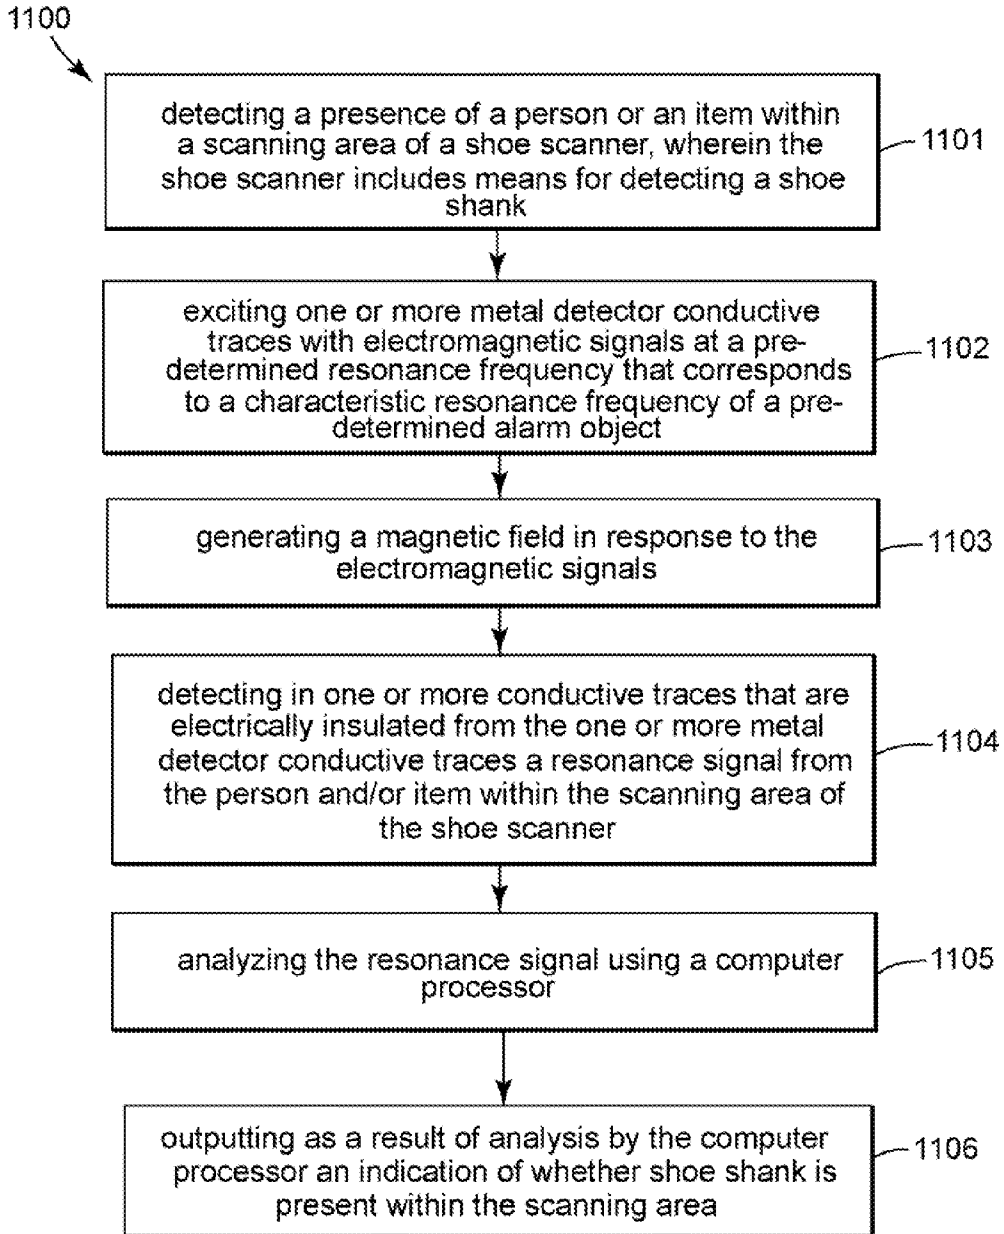 1100
detecting a presence of a person or an item within
a scanning area of a shoe scanner, wherein the
shoe scanner includes means for detecting a shoe
shank
1101
exciting one or more metal detector conductive
traces with electromagnetic signals at a pre-
determined resonance frequency that corresponds
to a characteristic resonance frequency of a pre-
determined alarm object
1102
generating a magnetic field in response to the
electromagnetic signals
1103
detecting in one or more conductive traces that are
electrically insulated from the one or more metal
detector conductive traces a resonance signal from
the person and/or item within the scanning area of
the shoe scanner
1104
analyzing the resonance signal using a computer
processor
1105
outputting as a result of analysis by the computer
processor an indication of whether shoe shank is
present within the scanning area
1106